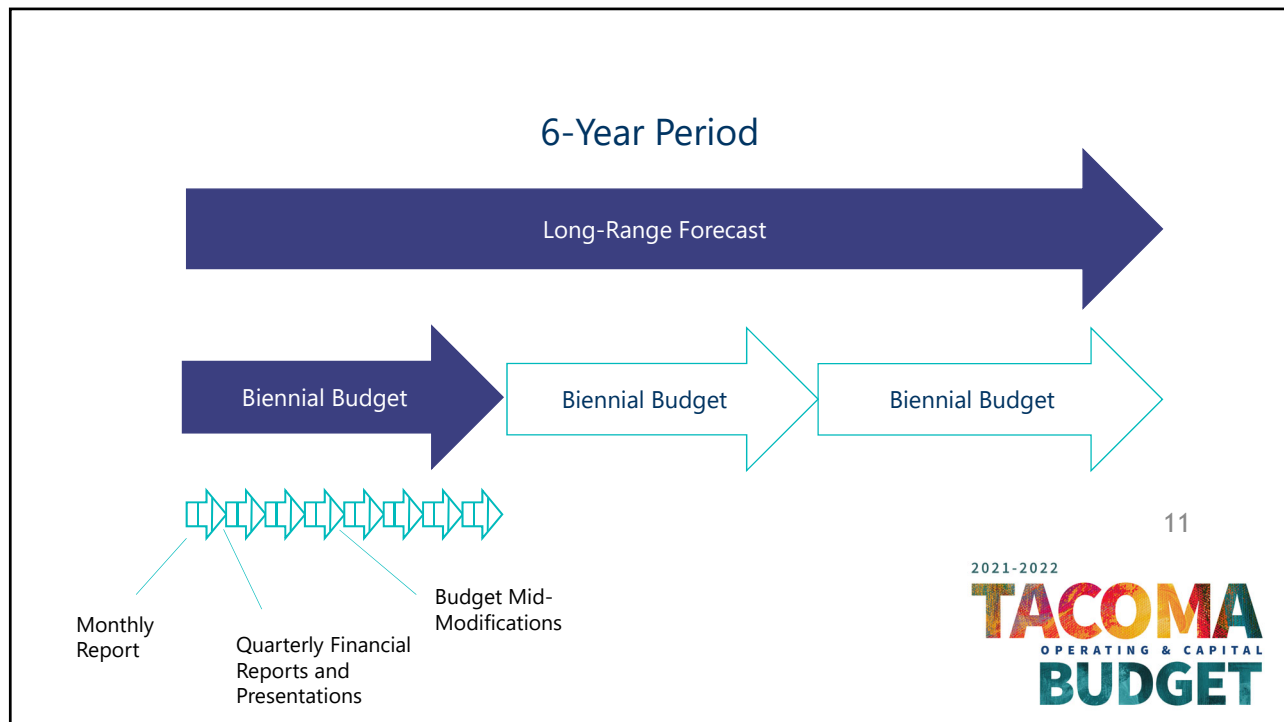 6-Year Period
Long-Range Forecast
Biennial Budget
Biennial Budget
Biennial Budget
Monthly
Report
Quarterly Financial
Reports and
Presentations
Budget Mid-
Modifications
11
2021-2022
TACOMA
OPERATING & CAPITAL
BUDGET